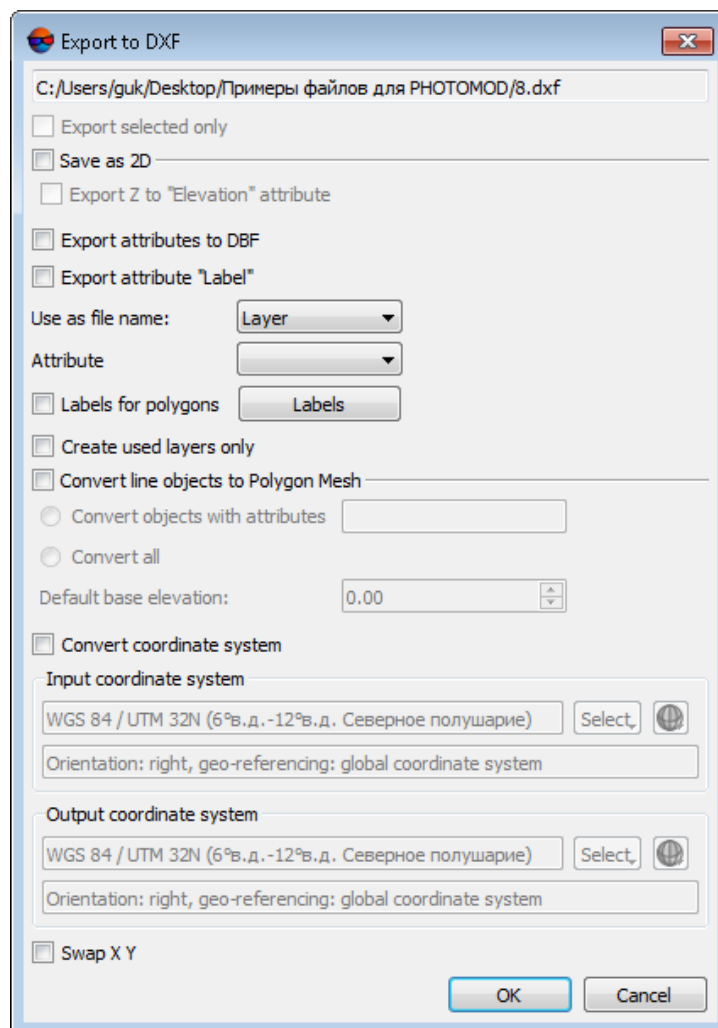 Export to DXF
C:/Users/guk/Desktop/Примеры файлов для PHOTOMOD/8.dxf
Export selected only
Save as 2D
Export Z to "Elevation" attribute
Export attributes to DBF
Export attribute "Label"
Use as file name: Layer
Attribute
Labels for polygons Labels
Create used layers only
Convert line objects to Polygon Mesh
Convert objects with attributes
Convert all
Default base elevation: 0.00
Convert coordinate system
Input coordinate system
WGS 84 / UTM 32N (6°в.д.-12°в.д. Северное полушарие) Select
Orientation: right, geo-referencing: global coordinate system
Output coordinate system
WGS 84 / UTM 32N (6°в.д.-12°в.д. Северное полушарие) Select
Orientation: right, geo-referencing: global coordinate system
Swap X Y
OK Cancel